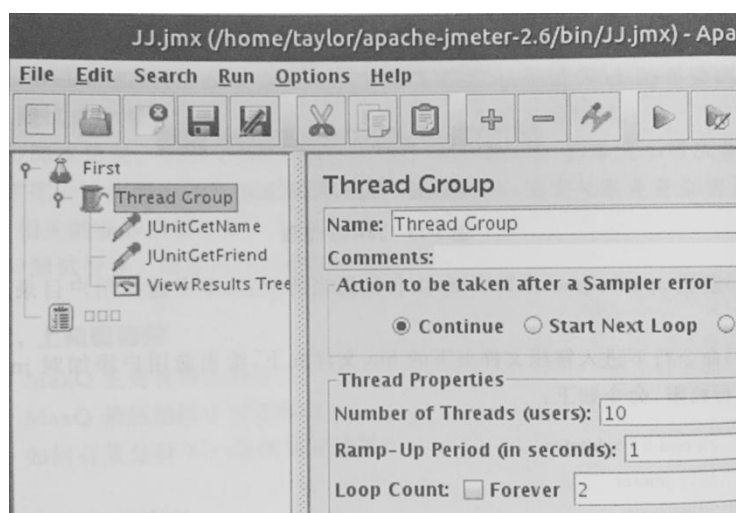 JJ.jmx (/home/taylor/apache-jmeter-2.6/bin/JJ.jmx) - Apa
File Edit Search Run Options Help
First
Thread Group
JUnitGetName
JUnitGetFriend
View Results Tree
Thread Group
Name: Thread Group
Comments:
Action to be taken after a Sampler error
Continue Start Next Loop
Thread Properties
Number of Threads (users): 10
Ramp-Up Period (in seconds): 1
Loop Count: Forever 2